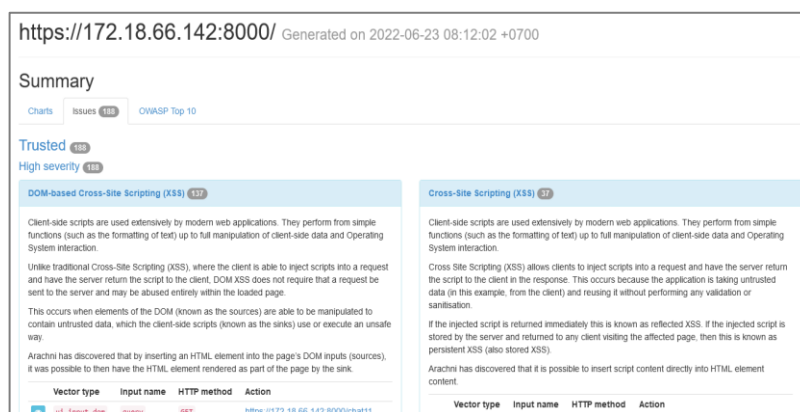 https://172.18.66.142:8000/ Generated on 2022-06-23 08:12:02 +0700
Summary
Charts Issues 188 OWASP Top 10
Trusted 188
High severity 188
DOM-based Cross-Site Scripting (XSS) 137
Client-side scripts are used extensively by modern web applications. They perform from simple
functions (such as the formatting of text) up to full manipulation of client-side data and Operating
System interaction.
Unlike traditional Cross-Site Scripting (XSS), where the client is able to inject scripts into a request
and have the server return the script to the client, DOM XSS does not require that a request be
sent to the server and may be abused entirely within the loaded page.
This occurs when elements of the DOM (known as the sources) are able to be manipulated to
contain untrusted data, which the client-side scripts (known as the sinks) use or execute an unsafe
way.
Arachni has discovered that by inserting an HTML element into the page's DOM inputs (sources),
it was possible to then have the HTML element rendered as part of the page by the sink.
Vector type Input name HTTP method Action
ui_input_dom query GET https://172.18.66.142:8000/chat11
Cross-Site Scripting (XSS) 37
Client-side scripts are used extensively by modern web applications. They perform from simple
functions (such as the formatting of text) up to full manipulation of client-side data and Operating
System interaction.
Cross Site Scripting (XSS) allows clients to inject scripts into a request and have the server return
the script to the client in the response. This occurs because the application is taking untrusted
data (in this example, from the client) and reusing it without performing any validation or
sanitisation.
If the injected script is returned immediately this is known as reflected XSS. If the injected script is
stored by the server and returned to any client visiting the affected page, then this is known as
persistent XSS (also stored XSS).
Arachni has discovered that it is possible to insert script content directly into HTML element
content.
Vector type Input name HTTP method Action